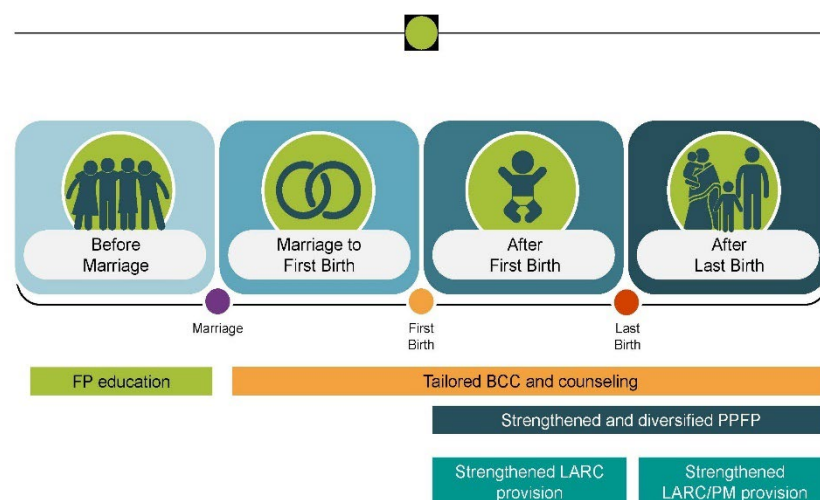 Before
Marriage
Marriage to
First Birth
After
First Birth
After
Last Birth
Marriage
First
Birth
Last
Birth
FP education
Tailored BCC and counseling
Strengthened and diversified PPFP
Strengthened LARC
provision
Strengthened
LARC/PM provision